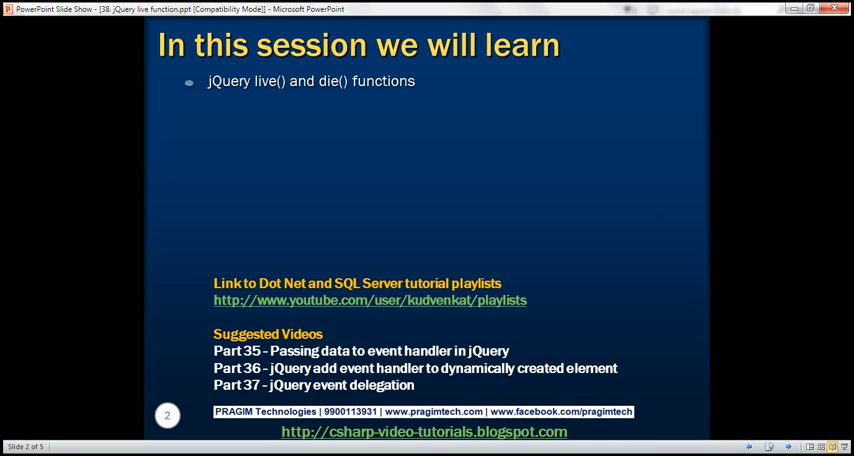 PowerPoint Slide Show - [38. jQuery live function.ppt [Compatibility Mode]] - Microsoft PowerPoint
In this session we will learn
jQuery live() and die() functions
Link to Dot Net and SQL Server tutorial playlists
http://www.youtube.com/user/kudvenkat/playlists
Suggested Videos
Part 35 - Passing data to event handler in jQuery
Part 36 - jQuery add event handler to dynamically created element
Part 37 - jQuery event delegation
2
PRAGIM Technologies | 9900113931 | www.pragimtech.com | www.facebook.com/pragimtech
http://csharp-video-tutorials.blogspot.com
Slide 2 of 5